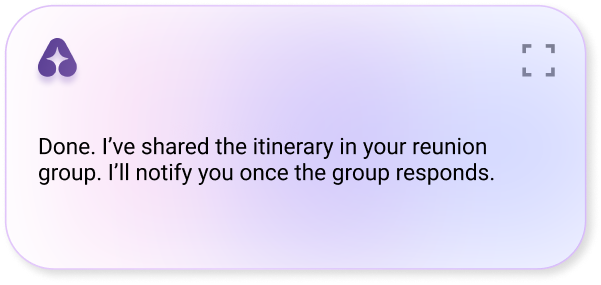 Done. I’ve shared the itinerary in your reunion
group. I’ll notify you once the group responds.